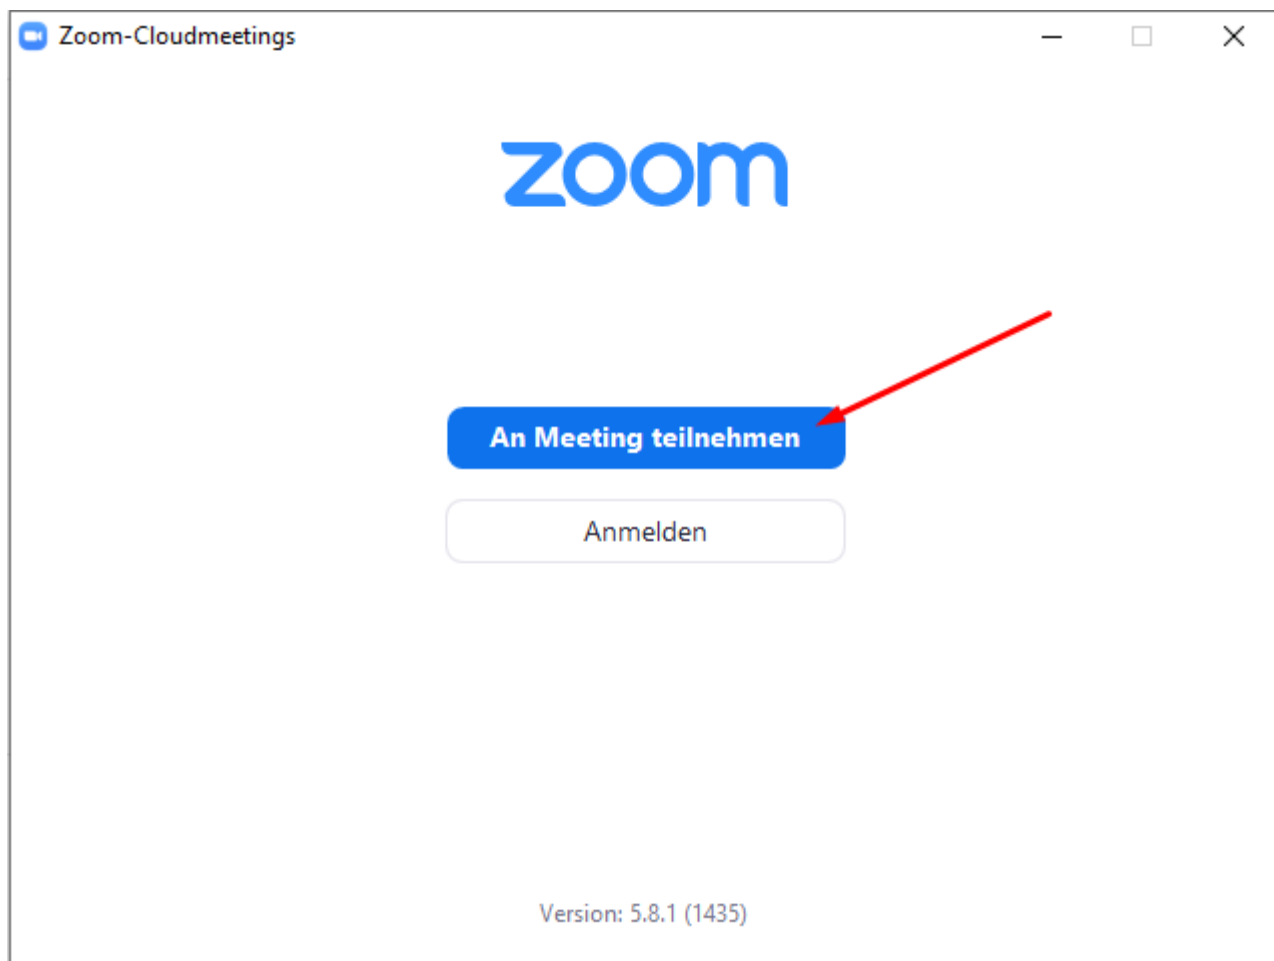 Zoom-Cloudmeetings
zoom
An Meeting teilnehmen
Anmelden
Version: 5.8.1 (1435)